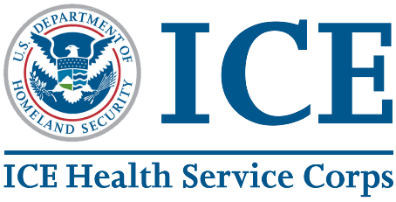 U.S. DEPARTMENT OF
HOMELAND SECURITY
ICE
ICE Health Service Corps